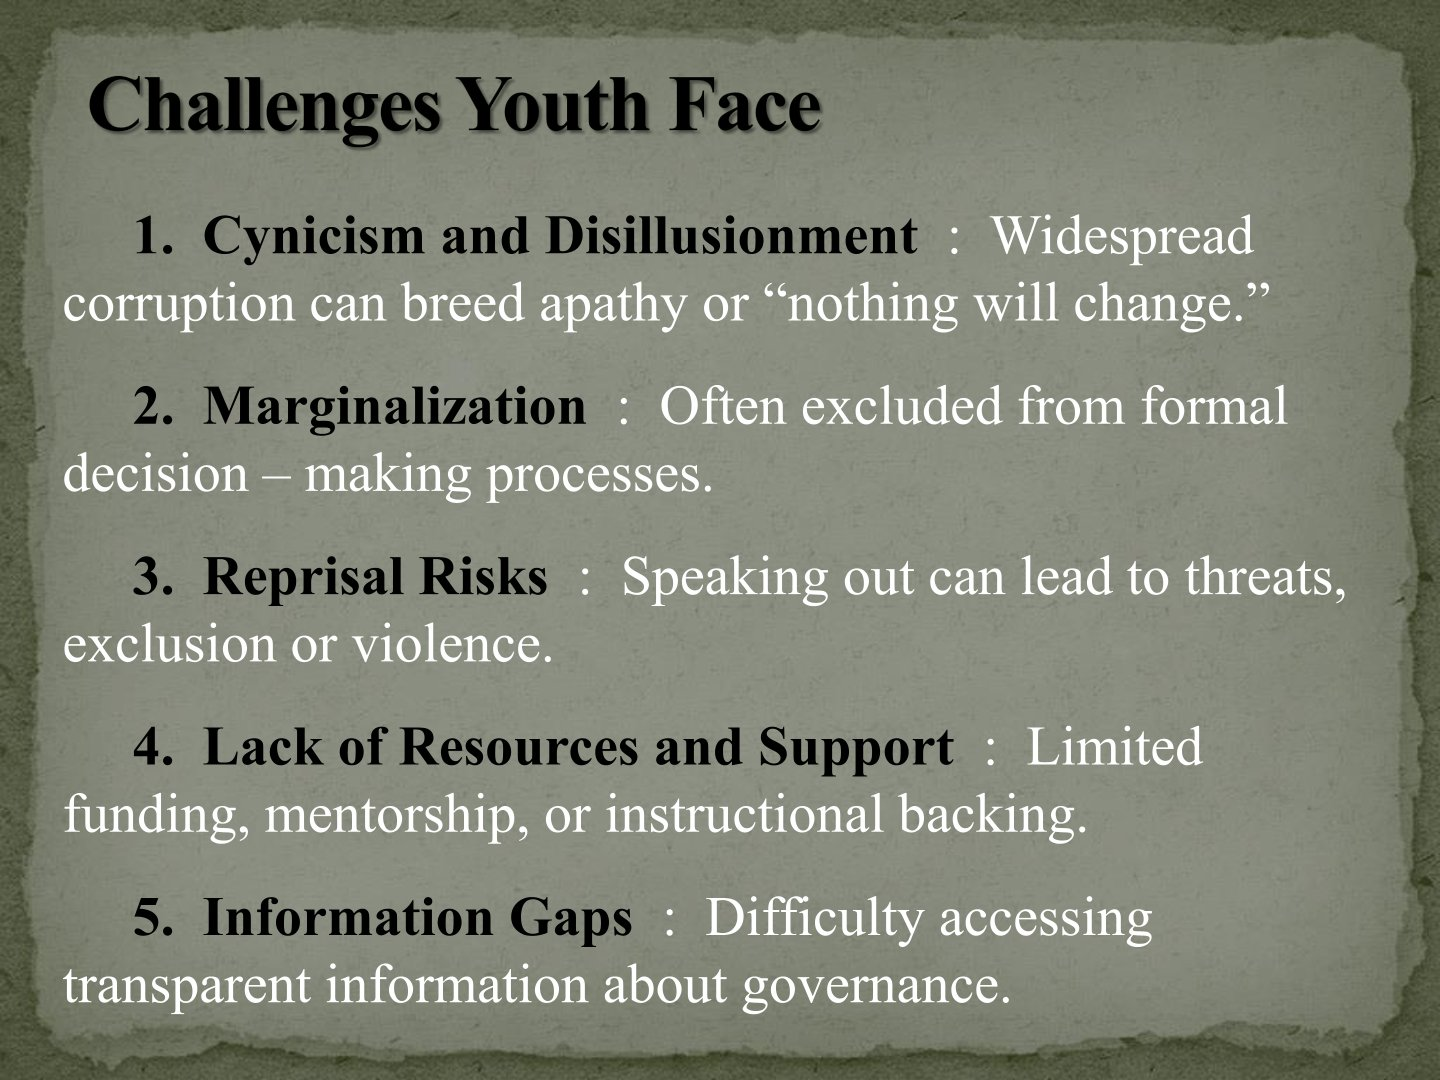 Challenges Youth Face
1. Cynicism and Disillusionment : Widespread
corruption can breed apathy or “nothing will change.”
2. Marginalization : Often excluded from formal
decision – making processes.
3. Reprisal Risks : Speaking out can lead to threats,
exclusion or violence.
4. Lack of Resources and Support : Limited
funding, mentorship, or instructional backing.
5. Information Gaps : Difficulty accessing
transparent information about governance.